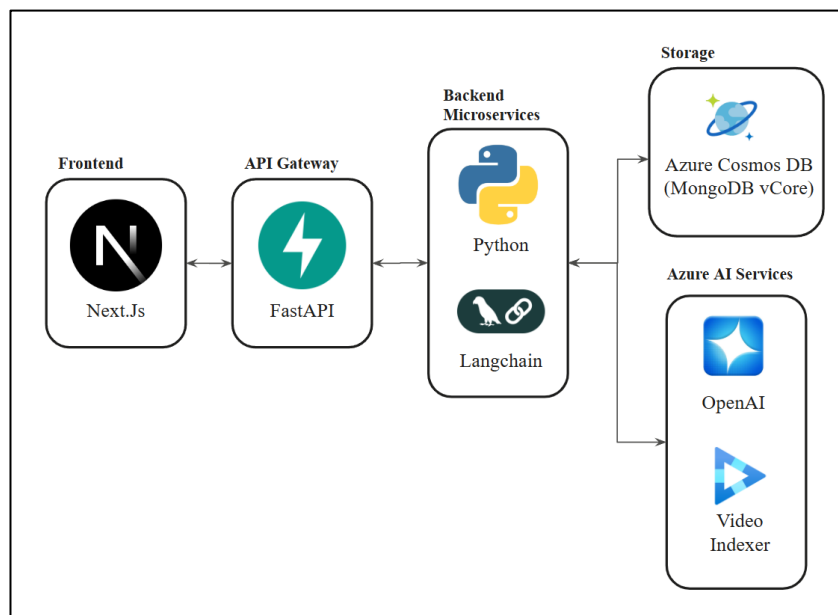 Frontend
Next.Js
API Gateway
FastAPI
Backend
Microservices
Python
Langchain
Storage
Azure Cosmos DB
(MongoDB vCore)
Azure AI Services
OpenAI
Video
Indexer